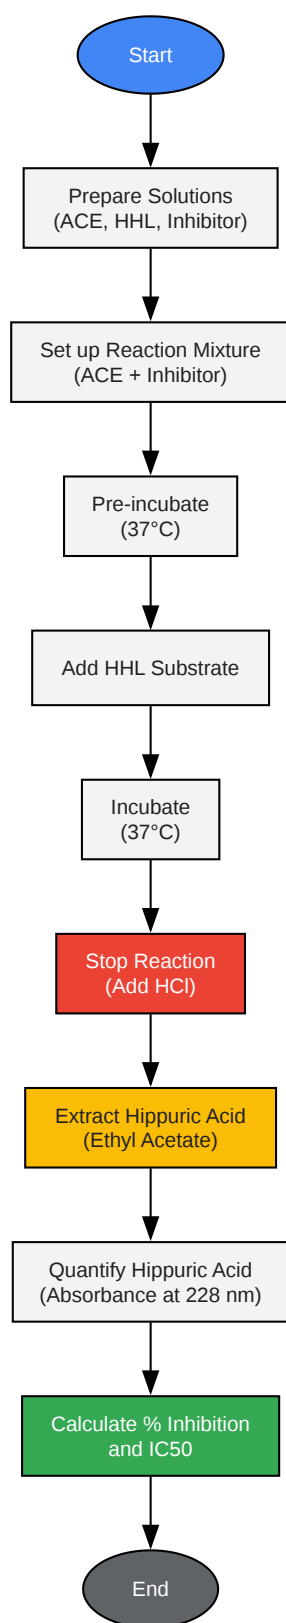 Start
Prepare Solutions
(ACE, HHL, Inhibitor)
Set up Reaction Mixture
(ACE + Inhibitor)
Pre-incubate
(37°C)
Add HHL Substrate
Incubate
(37°C)
Stop Reaction
(Add HCl)
Extract Hippuric Acid
(Ethyl Acetate)
Quantify Hippuric Acid
(Absorbance at 228 nm)
Calculate % Inhibition
and IC50
End